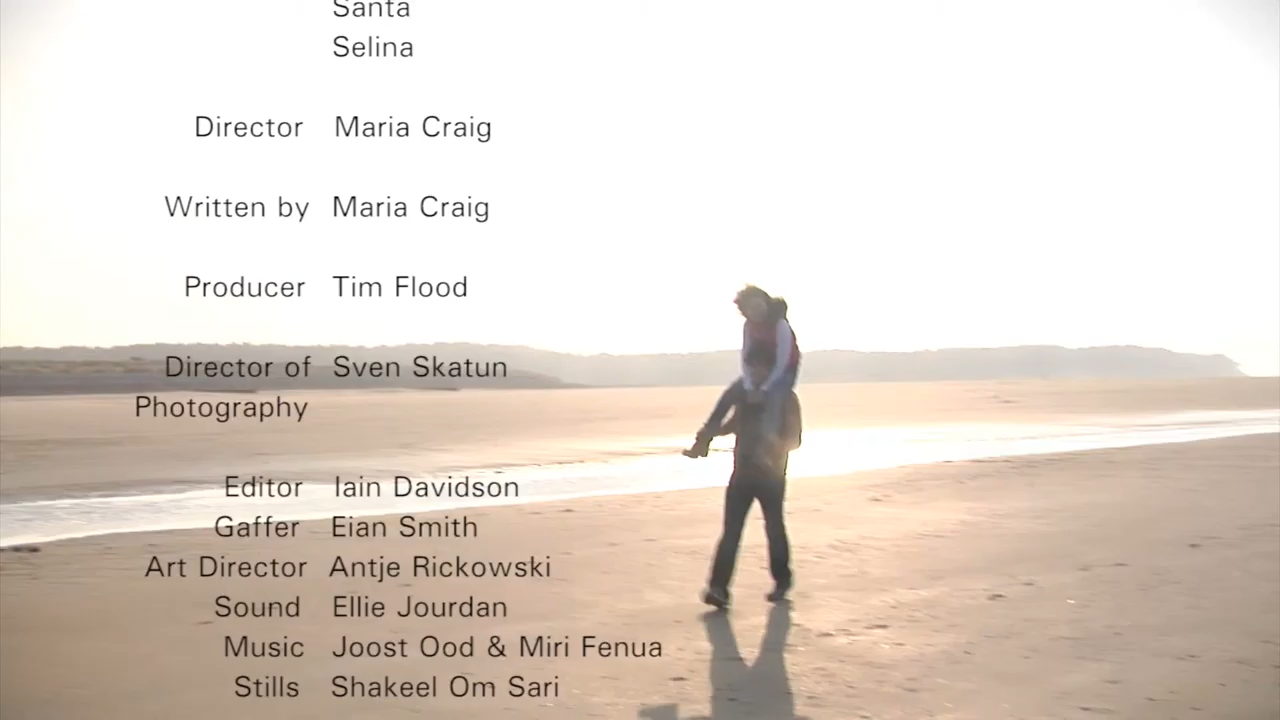 Santa
Selina
Director Maria Craig
Written by Maria Craig
Producer Tim Flood
Director of Sven Skatun
Photography
Editor Iain Davidson
Gaffer Eian Smith
Art Director Antje Rickowski
Sound Ellie Jourdan
Music Joost Ood & Miri Fenua
Stills Shakeel Om Sari